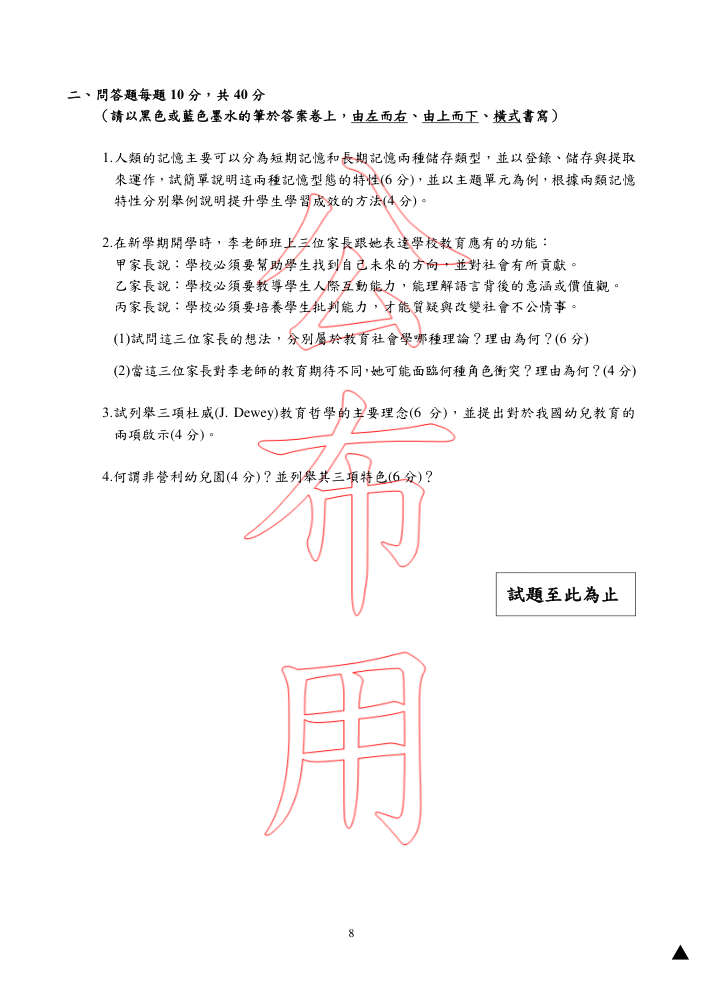 二、問答題每題 10 分，共 40 分
（請以黑色或藍色墨水的筆於答案卷上，由左而右、由上而下、橫式書寫）
1.人類的記憶主要可以分為短期記憶和長期記憶兩種儲存類型，並以登錄、儲存與提取
來運作，試簡單說明這兩種記憶型態的特性(6 分)，並以主題單元為例，根據兩類記憶
特性分別舉例說明提升學生學習成效的方法(4 分)。
2.在新學期開學時，李老師班上三位家長跟她表達學校教育應有的功能：
甲家長說：學校必須要幫助學生找到自己未來的方向，並對社會有所貢獻。
乙家長說：學校必須要教導學生人際互動能力，能理解語言背後的意涵或價值觀。
丙家長說：學校必須要培養學生批判能力，才能質疑與改變社會不公情事。
(1)試問這三位家長的想法，分別屬於教育社會學哪種理論？理由為何？(6 分)
(2)當這三位家長對李老師的教育期待不同，她可能面臨何種角色衝突？理由為何？(4 分)
3.試列舉三項杜威(J. Dewey)教育哲學的主要理念(6 分)，並提出對於我國幼兒教育的
兩項啟示(4 分)。
4.何謂非營利幼兒園(4 分)？並列舉其三項特色(6 分)？
試題至此為止
公布用
8